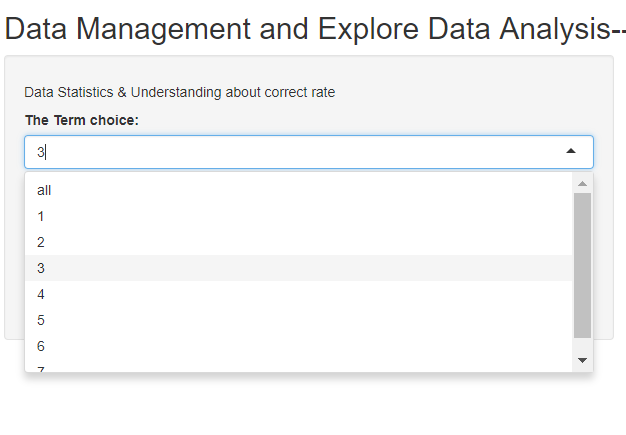 Data Management and Explore Data Analysis--
Data Statistics & Understanding about correct rate
The Term choice:
3
all
1
2
3
4
5
6
7